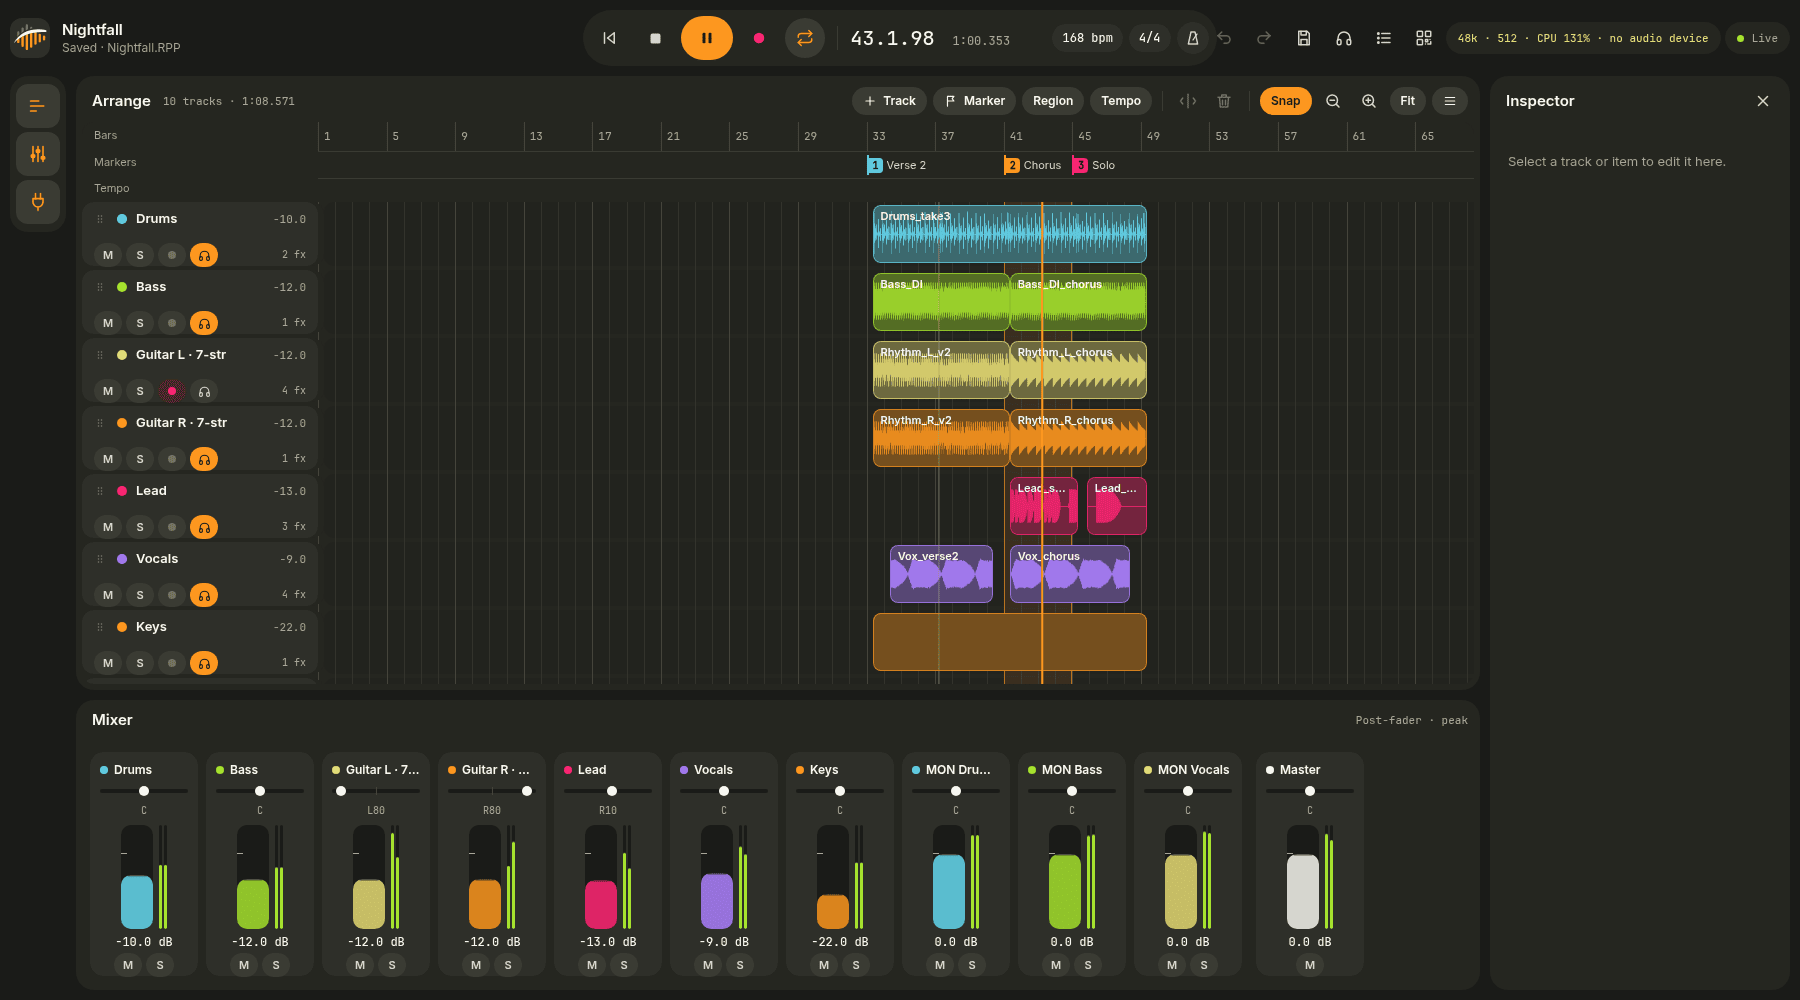 Nightfall
Saved · Nightfall.RPP
43.1.98 1:00.353 168 bpm 4/4
48k · 512 · CPU 131% · no audio device
Live
Arrange 10 tracks · 1:08.571
Track Marker Region Tempo Snap Fit
Inspector
Select a track or item to edit it here.
Bars 1 5 9 13 17 21 25 29 33 37 41 45 49 53 57 61 65
Markers 1 Verse 2 2 Chorus 3 Solo
Tempo
Drums -10.0
M S 2 fx
Drums_take3
Bass -12.0
M S 1 fx
Bass_DI Bass_DI_chorus
Guitar L · 7-str -12.0
M S 4 fx
Rhythm_L_v2 Rhythm_L_chorus
Guitar R · 7-str -12.0
M S 1 fx
Rhythm_R_v2 Rhythm_R_chorus
Lead -13.0
M S 3 fx
Lead_s... Lead_...
Vocals -9.0
M S 4 fx
Vox_verse2 Vox_chorus
Keys -22.0
M S 1 fx
Mixer Post-fader · peak
Drums Bass Guitar L · 7... Guitar R · ... Lead Vocals Keys MON Dru... MON Bass MON Vocals Master
C C L80 R80 R10 C C C C C C
-10.0 dB -12.0 dB -12.0 dB -12.0 dB -13.0 dB -9.0 dB -22.0 dB 0.0 dB 0.0 dB 0.0 dB 0.0 dB
M S M S M S M S M S M S M S M S M S M S M